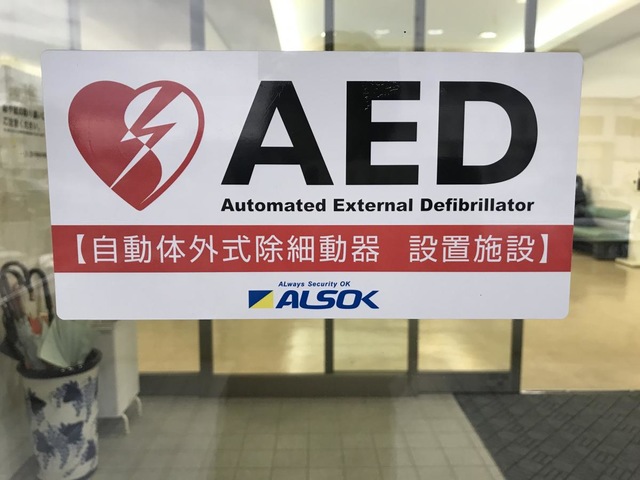 AED
Automated External Defibrillator
【自動体外式除細動器　設置施設】
ALways Security OK
ALSOK